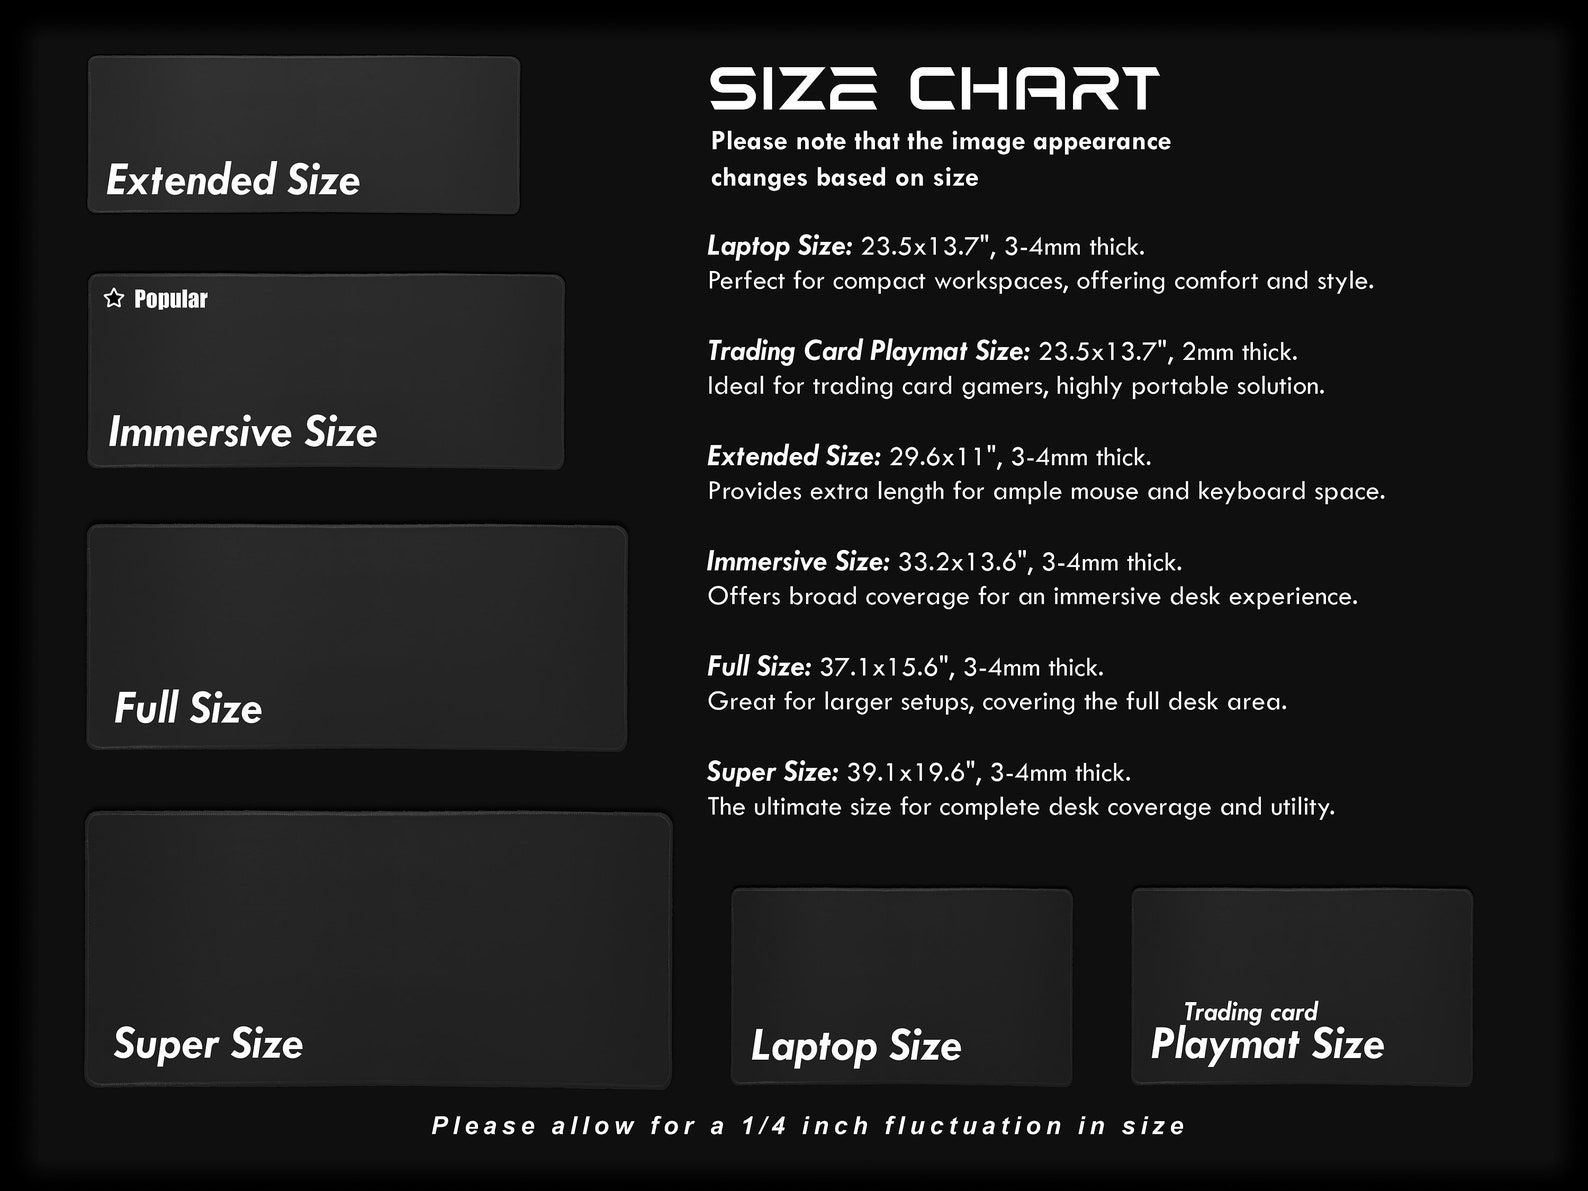 Extended Size
☆ Popular
Immersive Size
Full Size
Super Size
SIZE CHART
Please note that the image appearance
changes based on size
Laptop Size: 23.5x13.7", 3-4mm thick.
Perfect for compact workspaces, offering comfort and style.
Trading Card Playmat Size: 23.5x13.7", 2mm thick.
Ideal for trading card gamers, highly portable solution.
Extended Size: 29.6x11", 3-4mm thick.
Provides extra length for ample mouse and keyboard space.
Immersive Size: 33.2x13.6", 3-4mm thick.
Offers broad coverage for an immersive desk experience.
Full Size: 37.1x15.6", 3-4mm thick.
Great for larger setups, covering the full desk area.
Super Size: 39.1x19.6", 3-4mm thick.
The ultimate size for complete desk coverage and utility.
Laptop Size
Trading card
Playmat Size
Please allow for a 1/4 inch fluctuation in size